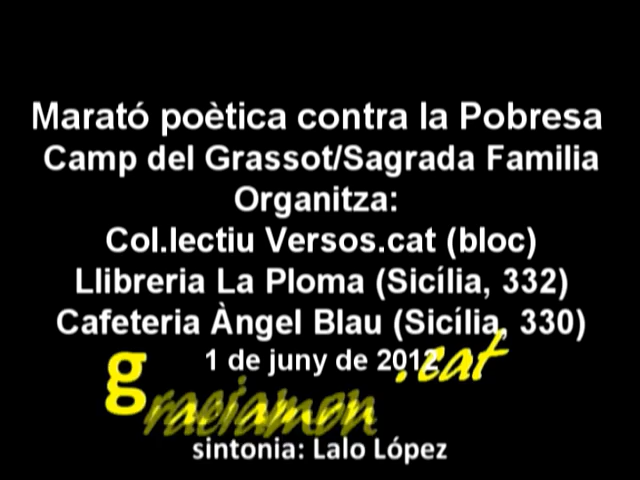 Marató poètica contra la Pobresa
Camp del Grassot/Sagrada Familia
Organitza:
Col.lectiu Versos.cat (bloc)
Llibreria La Ploma (Sicília, 332)
Cafeteria Àngel Blau (Sicília, 330)
1 de juny de 2012
graciamon.cat
sintonia: Lalo López